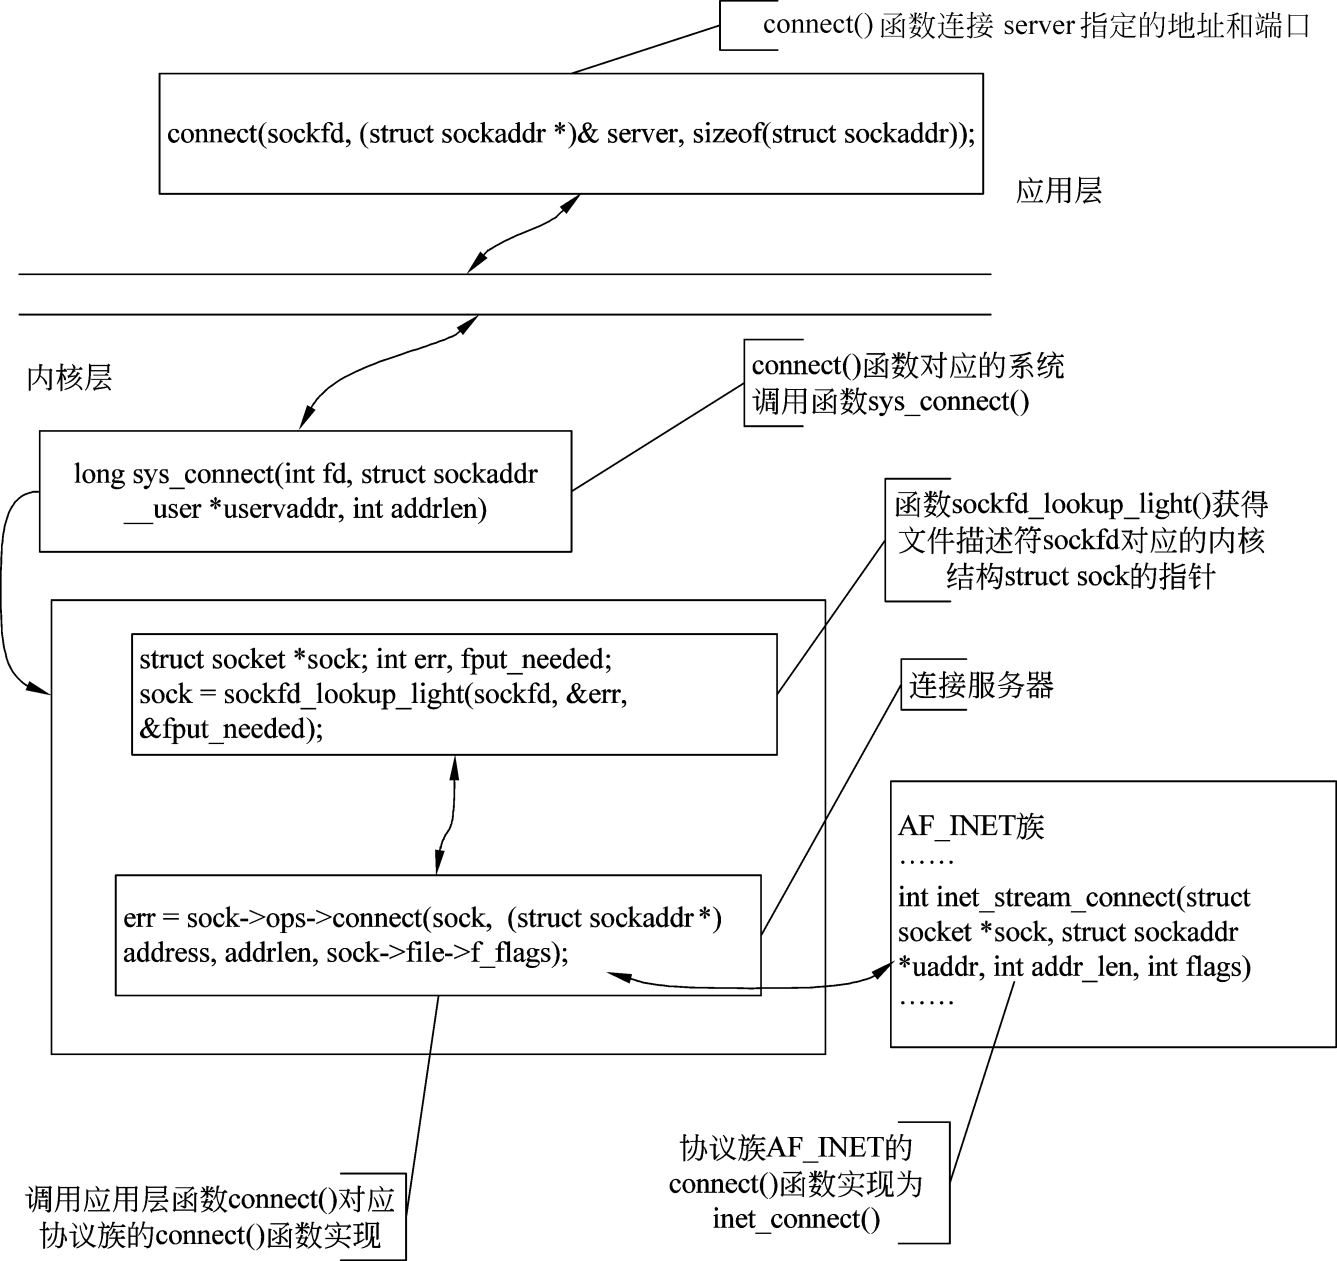 connect()函数连接 server指定的地址和端口
connect(sockfd, (struct sockaddr *)& server, sizeof(struct sockaddr));
应用层
内核层
connect()函数对应的系统
调用函数sys_connect()
long sys_connect(int fd, struct sockaddr
__user *uservaddr, int addrlen)
函数sockfd_lookup_light()获得
文件描述符sockfd对应的内核
结构struct sock的指针
struct socket *sock; int err, fput_needed;
sock = sockfd_lookup_light(sockfd, &err,
&fput_needed);
连接服务器
AF_INET族
……
int inet_stream_connect(struct
socket *sock, struct sockaddr
*uaddr, int addr_len, int flags)
……
err = sock->ops->connect(sock, (struct sockaddr *)
address, addrlen, sock->file->f_flags);
协议族AF_INET的
connect()函数实现为
inet_connect()
调用应用层函数connect()对应
协议族的connect()函数实现